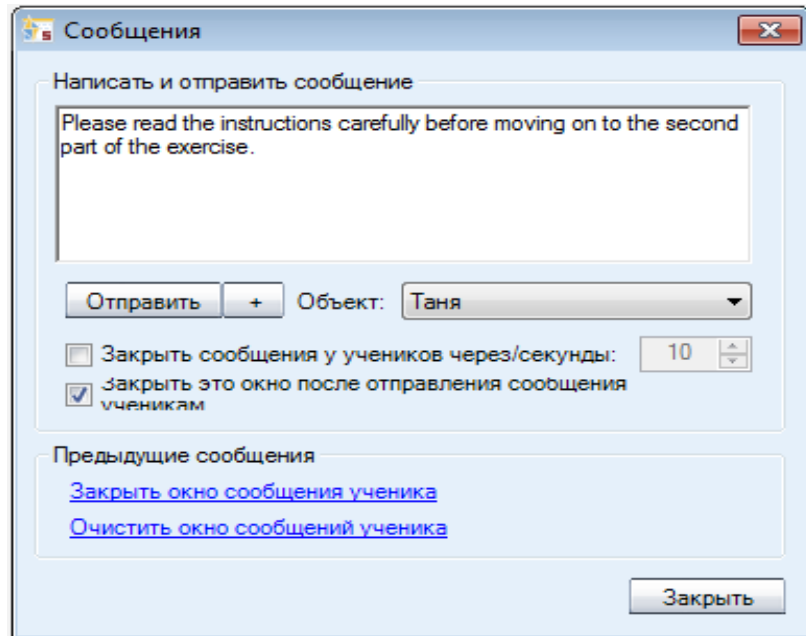 Сообщения
Написать и отправить сообщение
Please read the instructions carefully before moving on to the second
part of the exercise.
Отправить + Объект: Таня
Закрыть сообщения у учеников через/секунды: 10
Закрыть это окно после отправления сообщения
ученикам
Предыдущие сообщения
Закрыть окно сообщения ученика
Очистить окно сообщений ученика
Закрыть